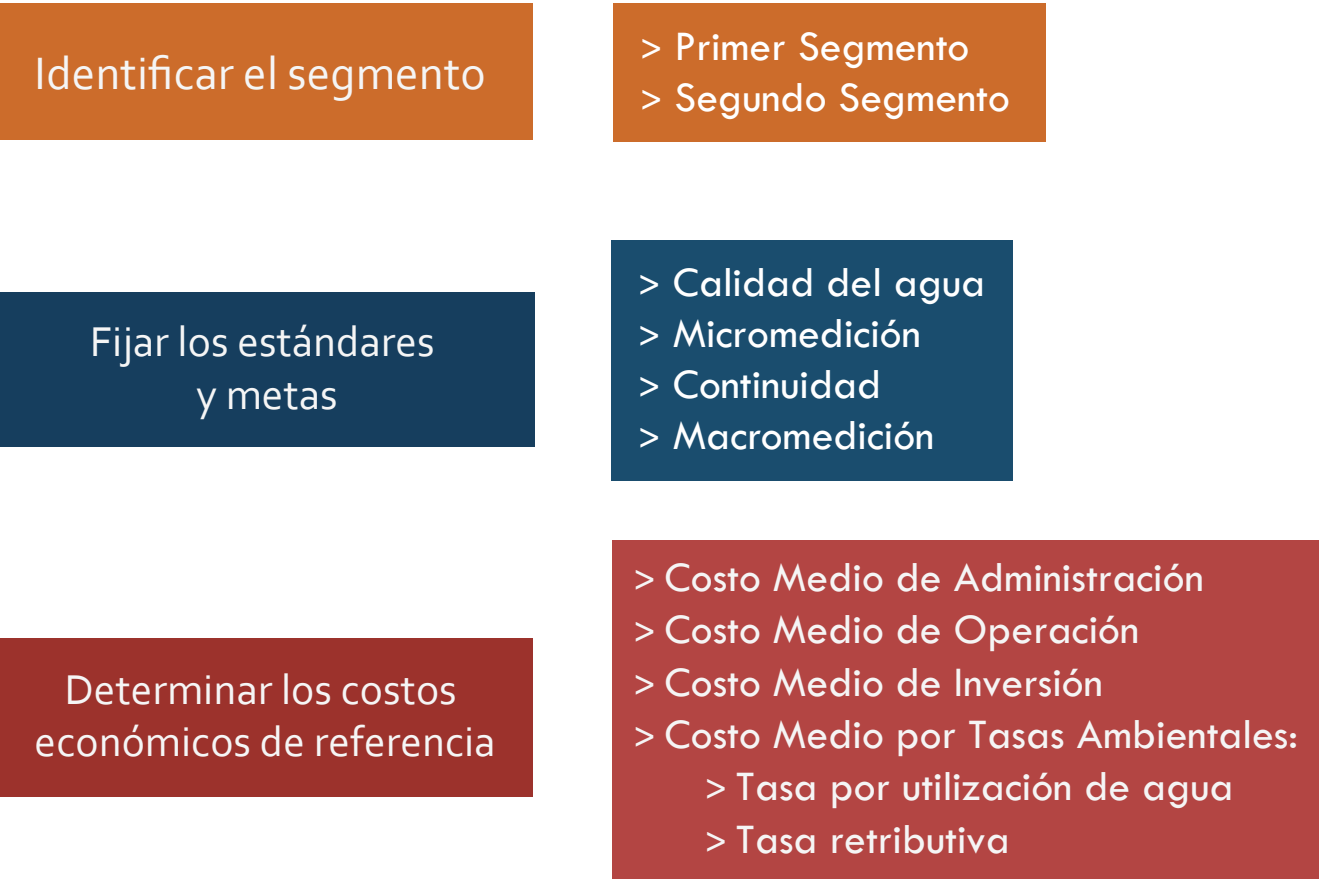 Identificar el segmento
> Primer Segmento
> Segundo Segmento
Fijar los estándares
y metas
> Calidad del agua
> Micromedición
> Continuidad
> Macromedición
Determinar los costos
económicos de referencia
> Costo Medio de Administración
> Costo Medio de Operación
> Costo Medio de Inversión
> Costo Medio por Tasas Ambientales:
> Tasa por utilización de agua
> Tasa retributiva